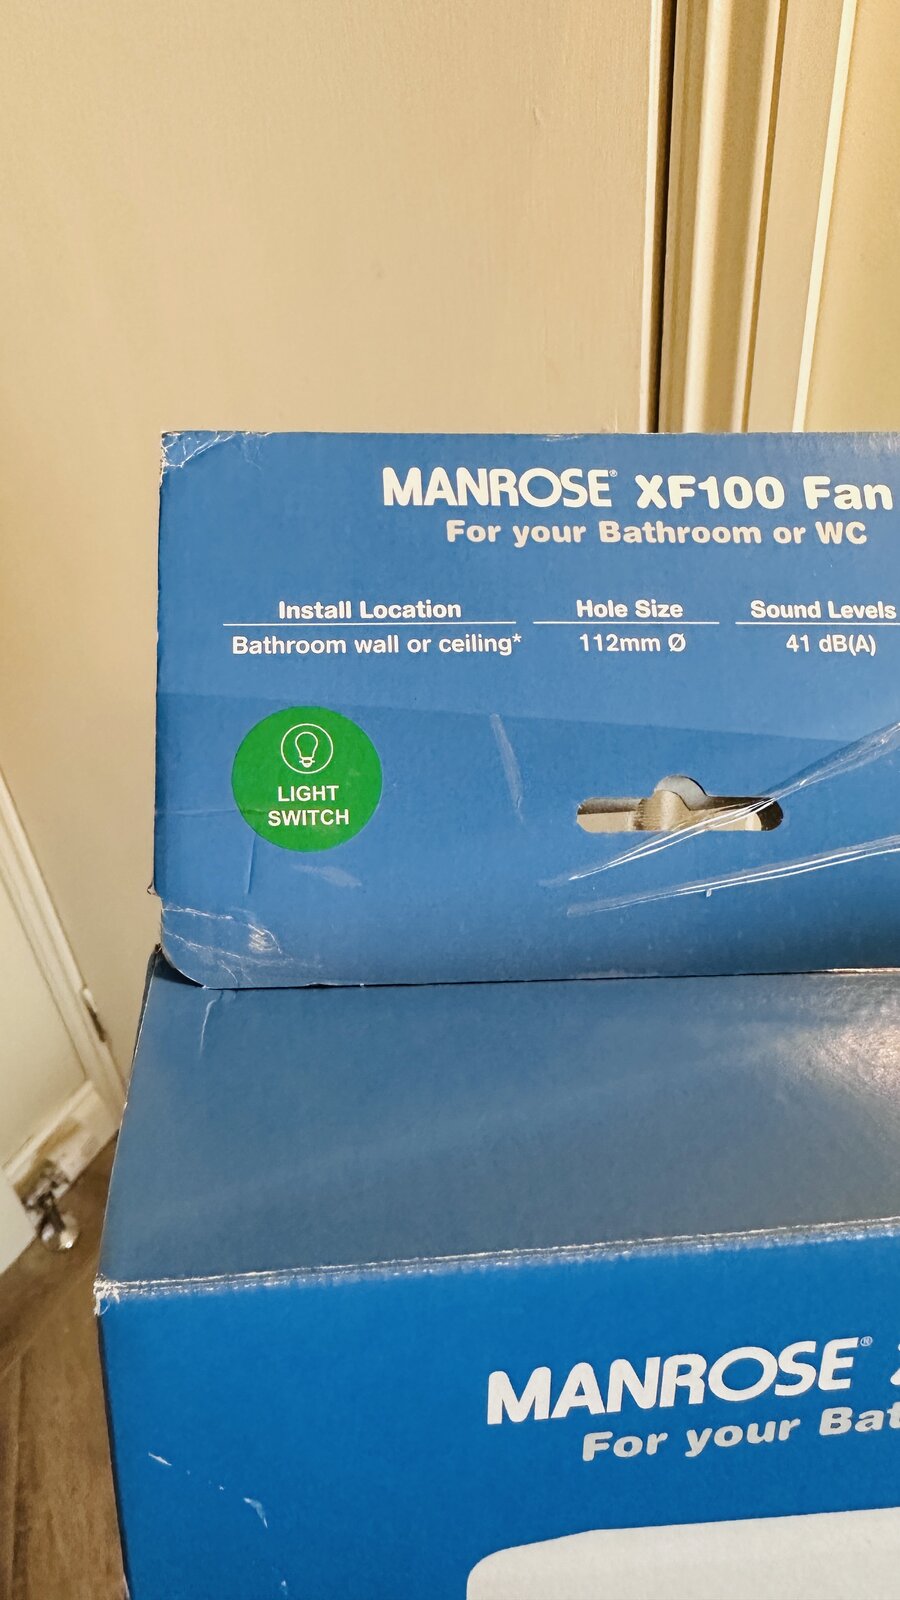 MANROSE® XF100 Fan
For your Bathroom or WC
Install Location Hole Size Sound Levels
Bathroom wall or ceiling* 112mm Ø 41 dB(A)
LIGHT
SWITCH
MANROSE®
For your Bat